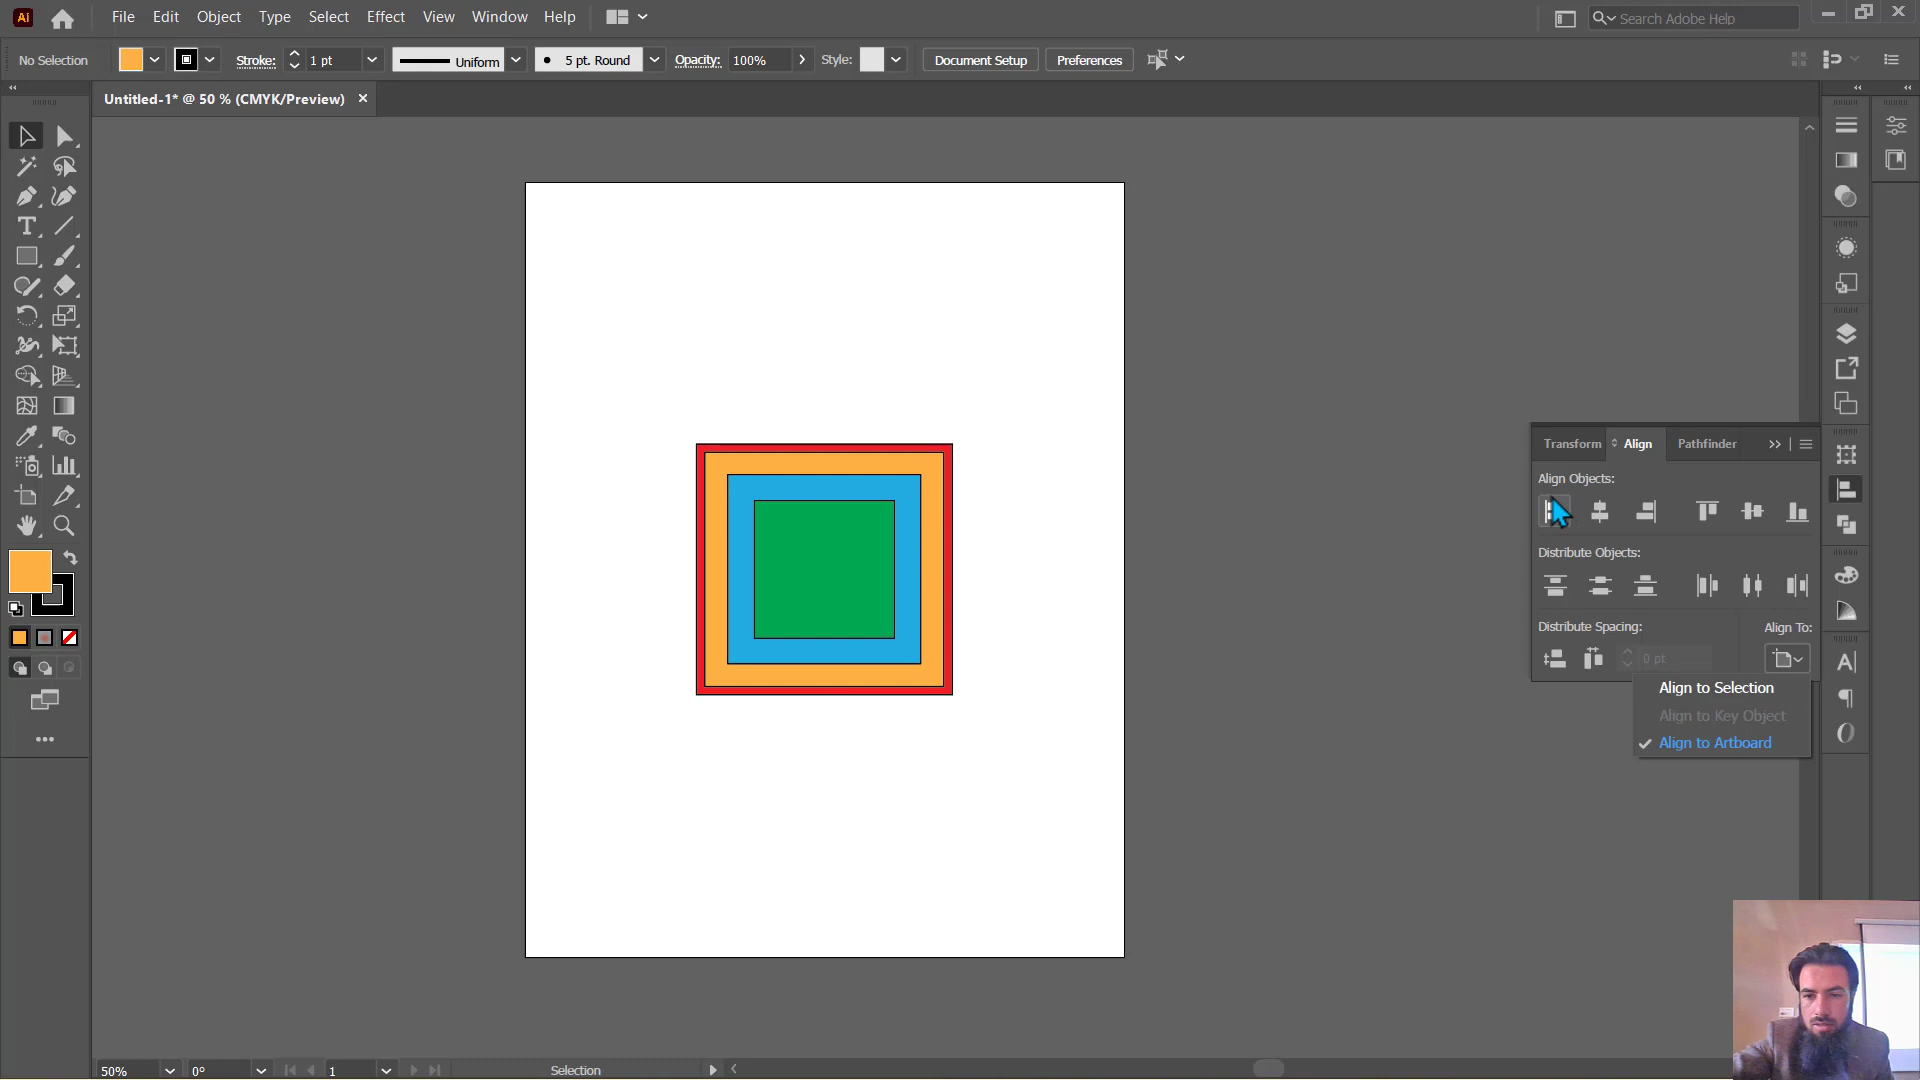 Ai File Edit Object Type Select Effect View Window Help Search Adobe Help
No Selection Stroke: 1 pt Uniform 5 pt. Round Opacity: 100% Style: Document Setup Preferences
Untitled-1* @ 50 % (CMYK/Preview)
Transform Align Pathfinder
Align Objects:
Distribute Objects:
Distribute Spacing: Align To:
0 pt
Align to Selection
Align to Key Object
Align to Artboard
50% 0° 1 Selection